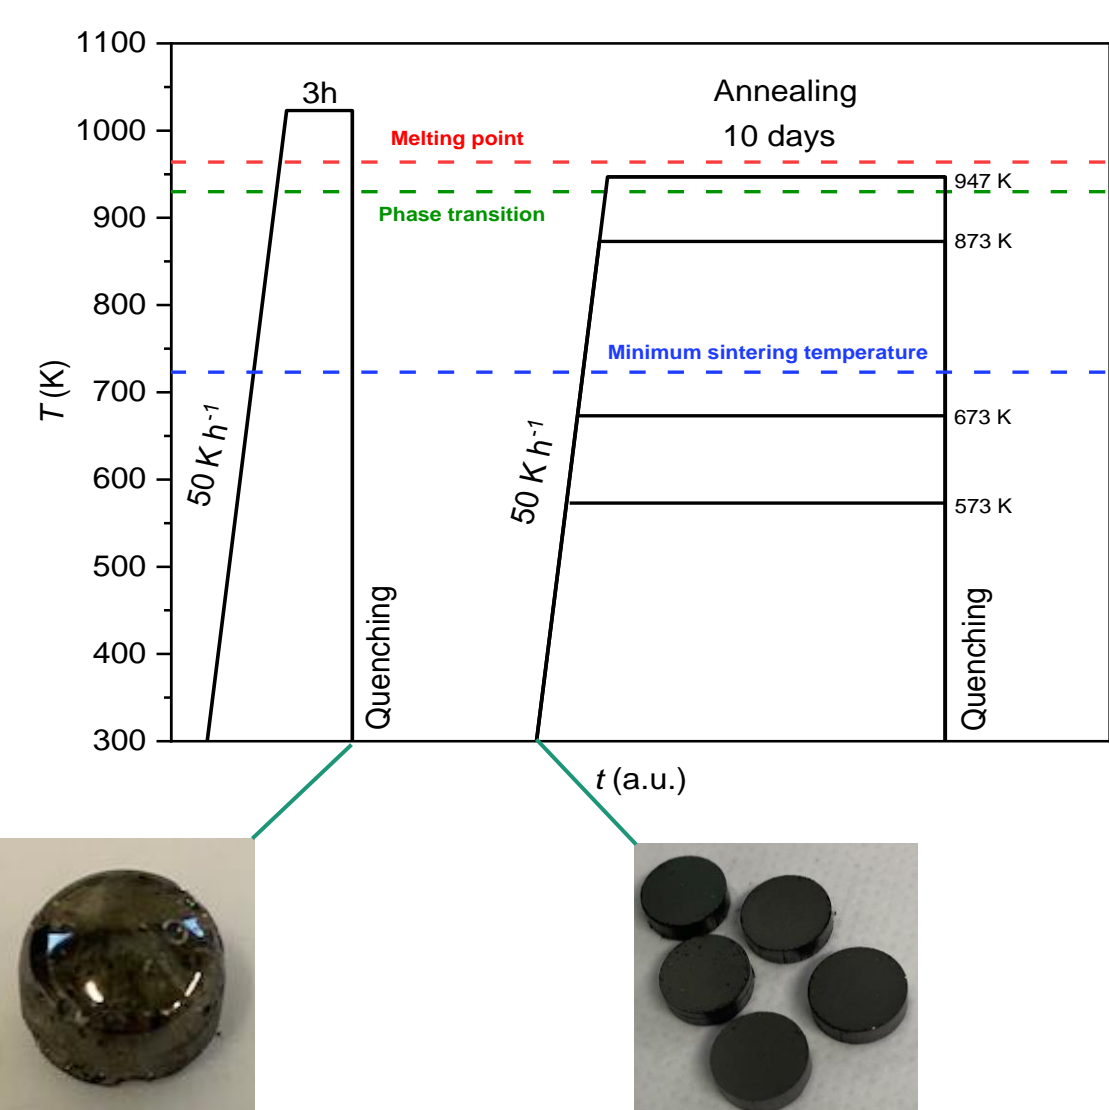 1100
1000
900
800
700
600
500
400
300
T (K)
3h
Annealing
10 days
Melting point
Phase transition
947 K
873 K
Minimum sintering temperature
673 K
573 K
50 K h-1
50 K h-1
Quenching
Quenching
t (a.u.)